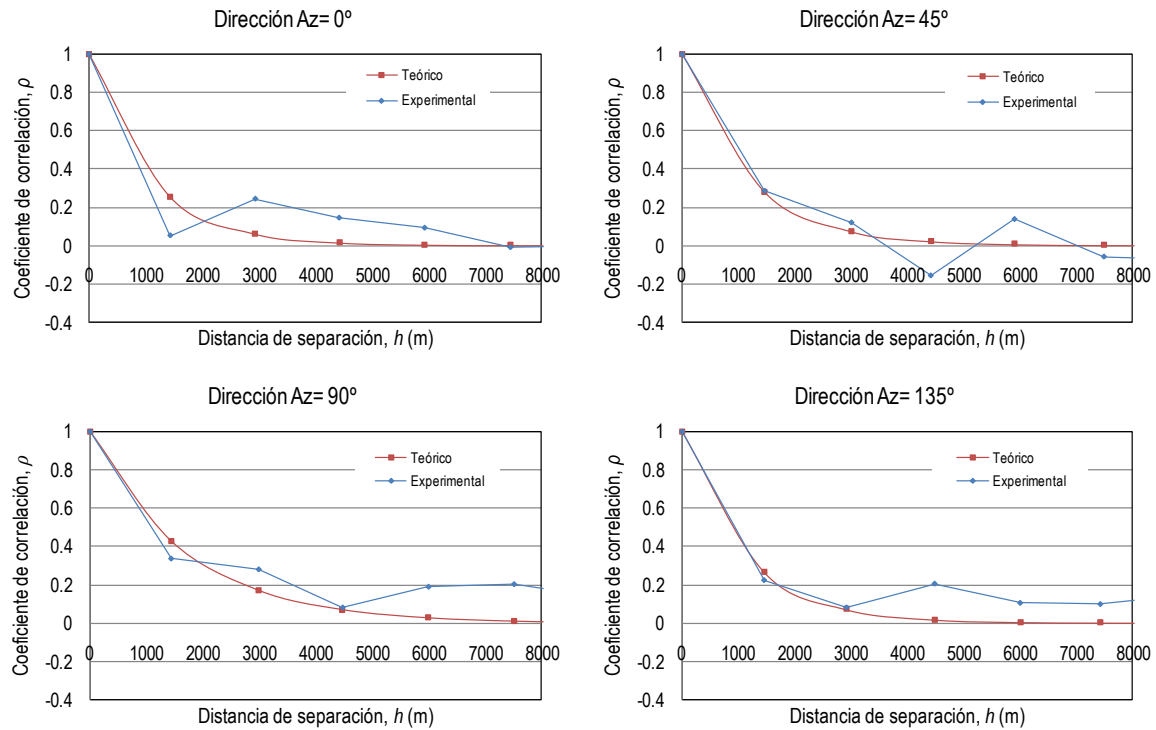 Dirección Az= 0º
Coeficiente de correlación, ρ
1
0.8
0.6
0.4
0.2
0
-0.2
-0.4
Teórico
Experimental
0 1000 2000 3000 4000 5000 6000 7000 8000
Distancia de separación, h (m)
Dirección Az= 45º
Coeficiente de correlación, ρ
1
0.8
0.6
0.4
0.2
0
-0.2
-0.4
Teórico
Experimental
0 1000 2000 3000 4000 5000 6000 7000 8000
Distancia de separación, h (m)
Dirección Az= 90º
Coeficiente de correlación, ρ
1
0.8
0.6
0.4
0.2
0
-0.2
-0.4
Teórico
Experimental
0 1000 2000 3000 4000 5000 6000 7000 8000
Distancia de separación, h (m)
Dirección Az= 135º
Coeficiente de correlación, ρ
1
0.8
0.6
0.4
0.2
0
-0.2
-0.4
Teórico
Experimental
0 1000 2000 3000 4000 5000 6000 7000 8000
Distancia de separación, h (m)